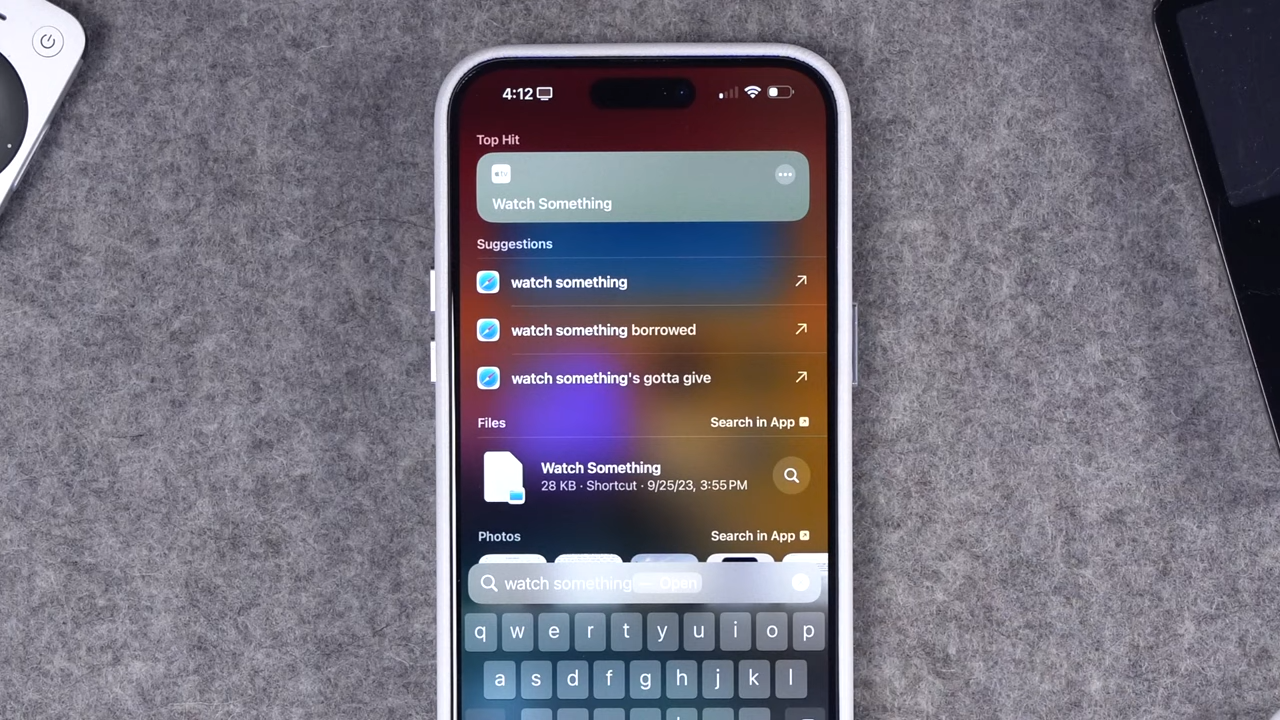 4:12
Top Hit
tv
Watch Something
Suggestions
watch something
watch something borrowed
watch something's gotta give
Files
Search in App
Watch Something
28 KB · Shortcut · 9/25/23, 3:55 PM
Photos
Search in App
watch something — Open
q w e r t y u i o p
a s d f g h j k l